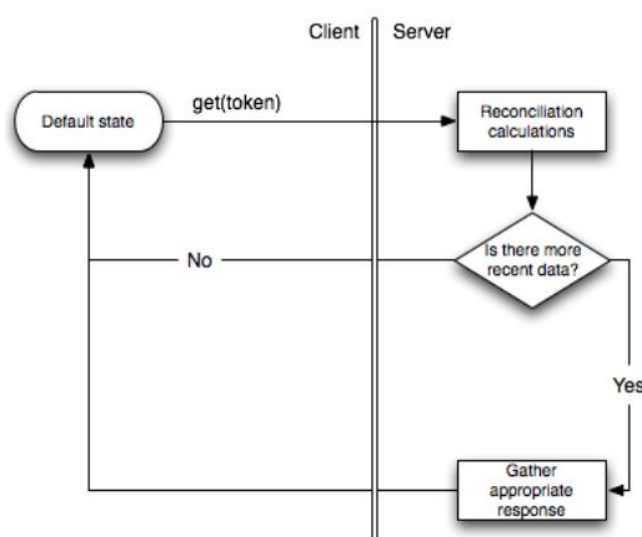 Client
Server
Default state
get(token)
Reconciliation
calculations
Is there more
recent data?
No
Yes
Gather
appropriate
response